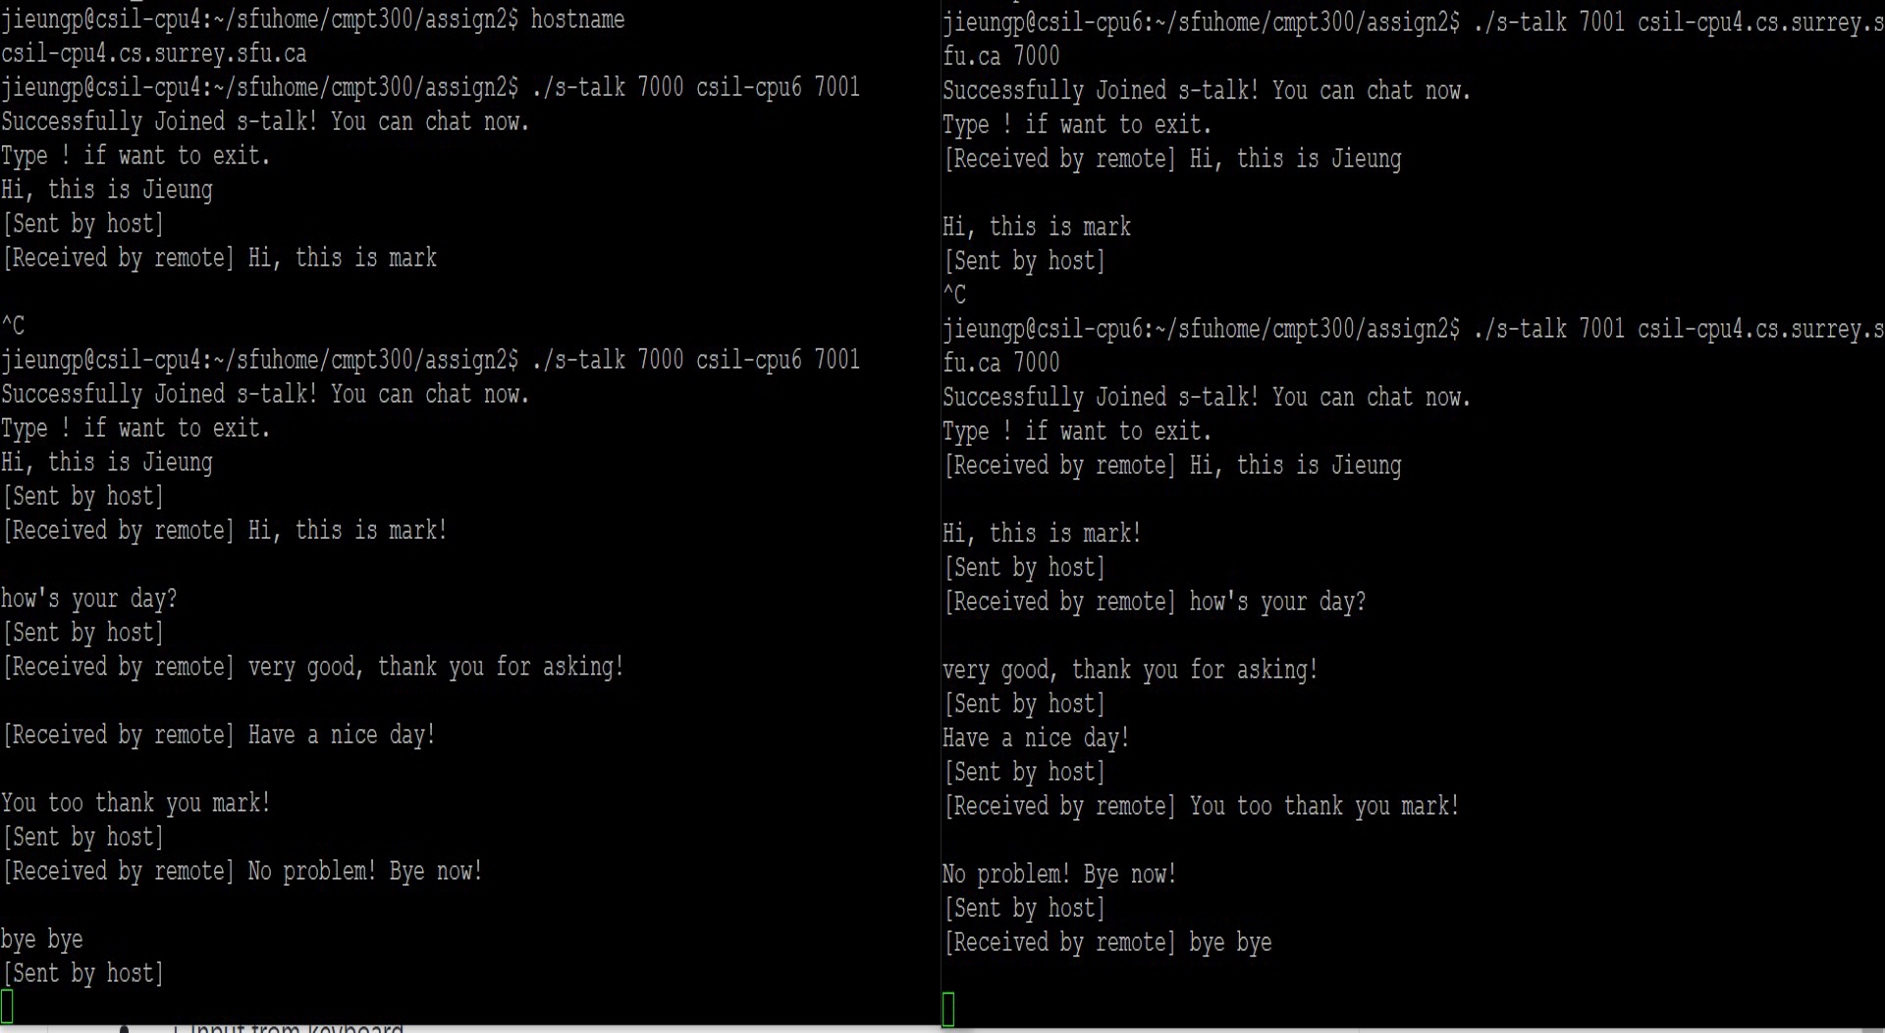 jieungp@csil-cpu4:~/sfuhome/cmpt300/assign2$ hostname
csil-cpu4.cs.surrey.sfu.ca
jieungp@csil-cpu4:~/sfuhome/cmpt300/assign2$ ./s-talk 7000 csil-cpu6 7001
Successfully Joined s-talk! You can chat now.
Type ! if want to exit.
Hi, this is Jieung
[Sent by host]
[Received by remote] Hi, this is mark
^C
jieungp@csil-cpu4:~/sfuhome/cmpt300/assign2$ ./s-talk 7000 csil-cpu6 7001
Successfully Joined s-talk! You can chat now.
Type ! if want to exit.
Hi, this is Jieung
[Sent by host]
[Received by remote] Hi, this is mark!
how's your day?
[Sent by host]
[Received by remote] very good, thank you for asking!
[Received by remote] Have a nice day!
You too thank you mark!
[Sent by host]
[Received by remote] No problem! Bye now!
bye bye
[Sent by host]
jieungp@csil-cpu6:~/sfuhome/cmpt300/assign2$ ./s-talk 7001 csil-cpu4.cs.surrey.s
fu.ca 7000
Successfully Joined s-talk! You can chat now.
Type ! if want to exit.
[Received by remote] Hi, this is Jieung
Hi, this is mark
[Sent by host]
^C
jieungp@csil-cpu6:~/sfuhome/cmpt300/assign2$ ./s-talk 7001 csil-cpu4.cs.surrey.s
fu.ca 7000
Successfully Joined s-talk! You can chat now.
Type ! if want to exit.
[Received by remote] Hi, this is Jieung
Hi, this is mark!
[Sent by host]
[Received by remote] how's your day?
very good, thank you for asking!
[Sent by host]
Have a nice day!
[Sent by host]
[Received by remote] You too thank you mark!
No problem! Bye now!
[Sent by host]
[Received by remote] bye bye
Input from keyboard